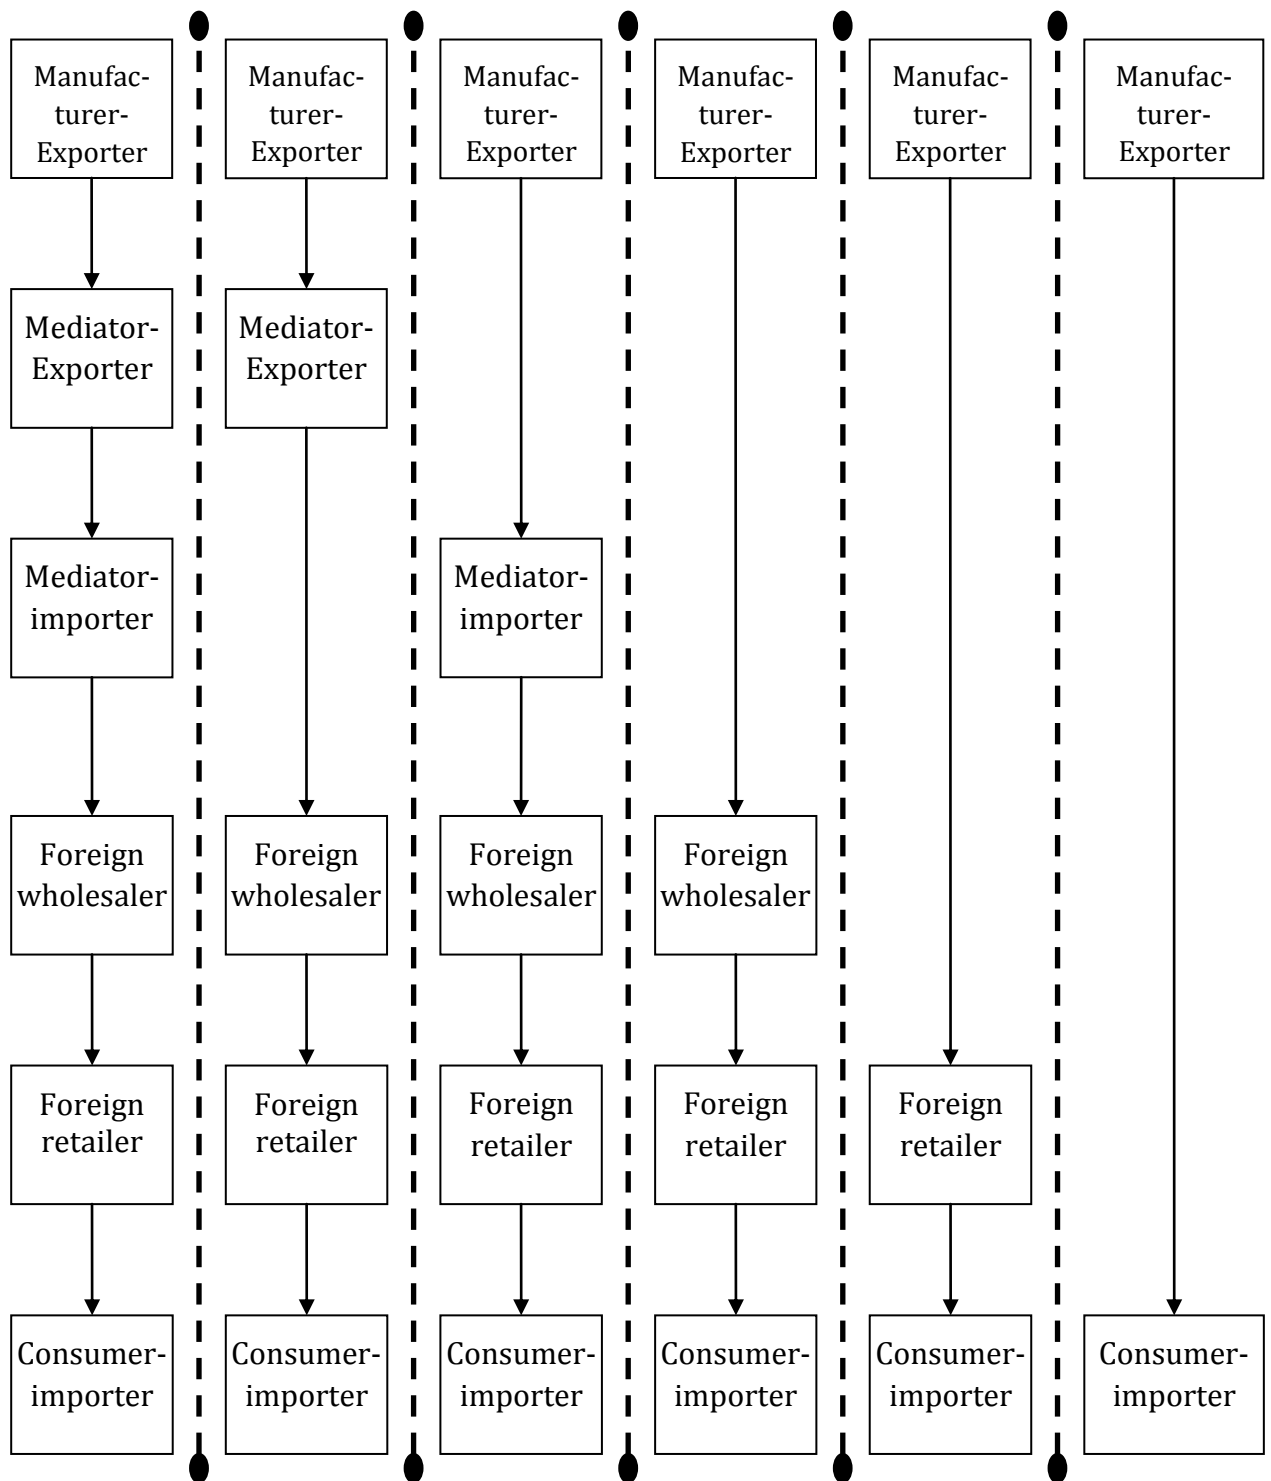 Manufac-
turer-
Exporter
Manufac-
turer-
Exporter
Manufac-
turer-
Exporter
Manufac-
turer-
Exporter
Manufac-
turer-
Exporter
Manufac-
turer-
Exporter
Mediator-
Exporter
Mediator-
Exporter
Mediator-
importer
Mediator-
importer
Foreign
wholesaler
Foreign
wholesaler
Foreign
wholesaler
Foreign
wholesaler
Foreign
retailer
Foreign
retailer
Foreign
retailer
Foreign
retailer
Foreign
retailer
Consumer-
importer
Consumer-
importer
Consumer-
importer
Consumer-
importer
Consumer-
importer
Consumer-
importer